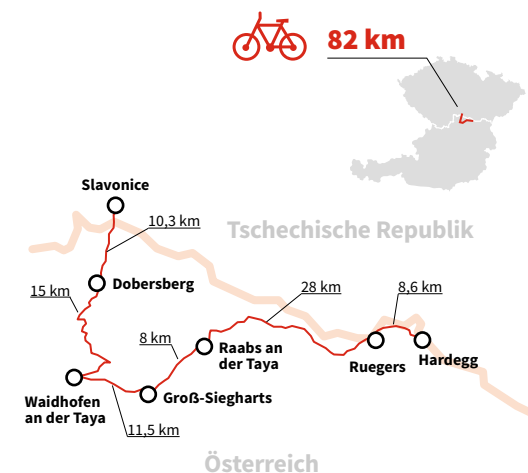 82 km
Slavonice
10,3 km
Tschechische Republik
Dobersberg
15 km
28 km
8,6 km
8 km
Raabs an
der Taya
Ruegers
Hardegg
Waidhofen
an der Taya
Groß-Siegharts
11,5 km
Österreich